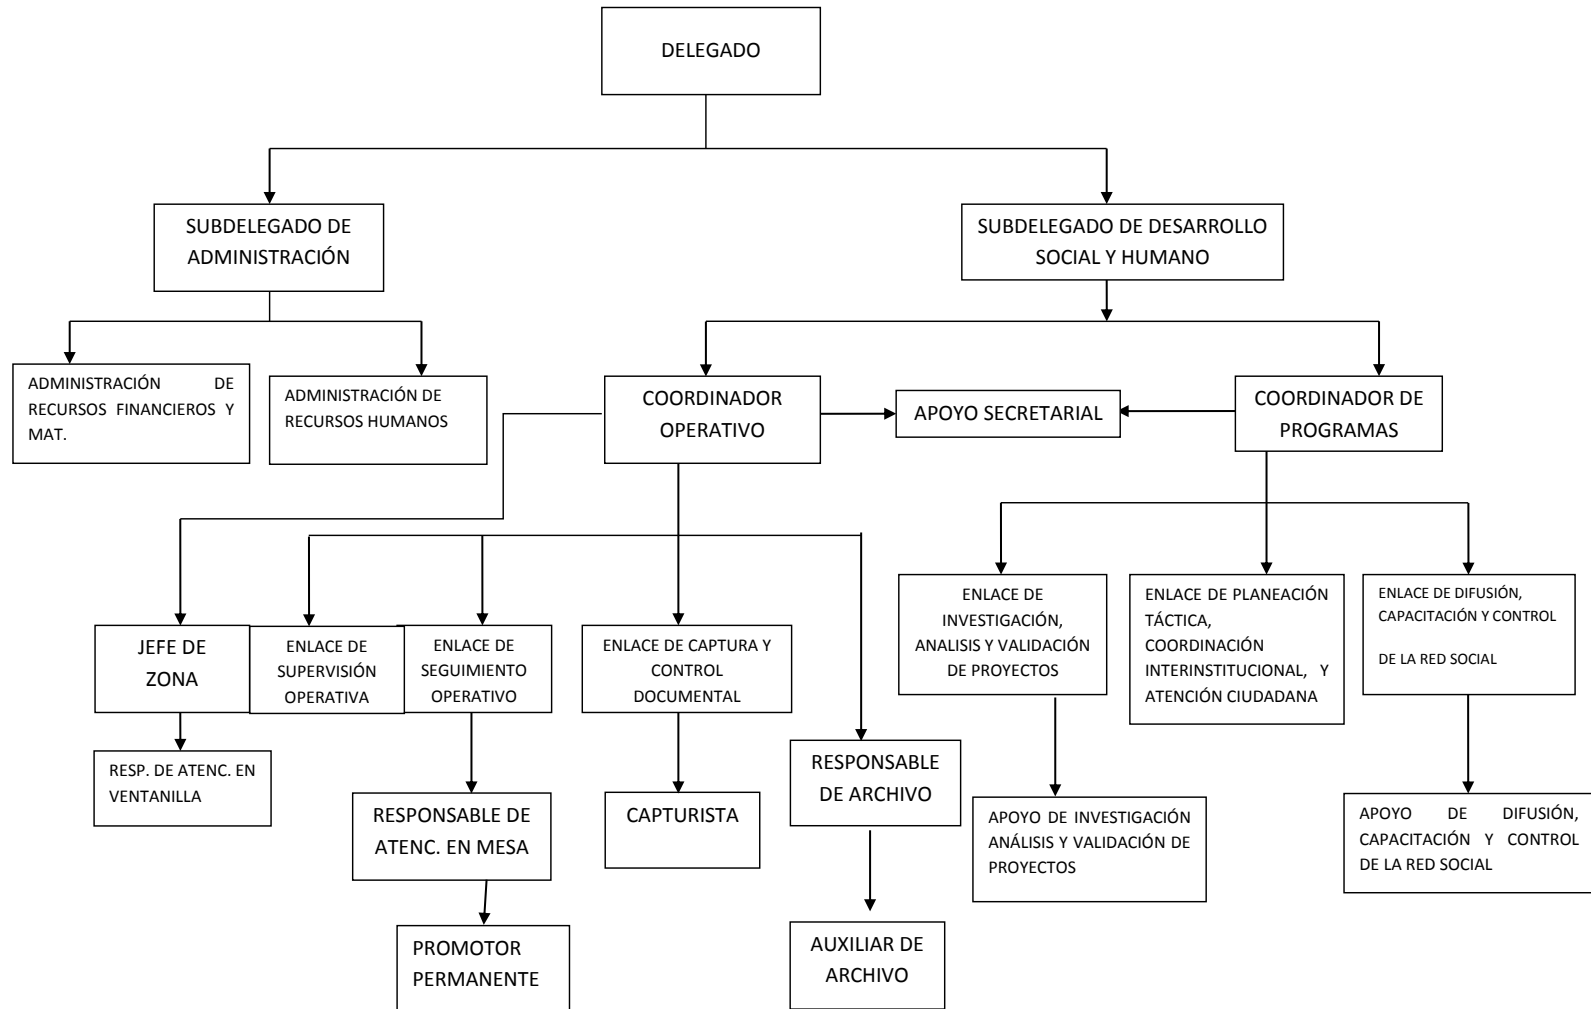 DELEGADO
SUBDELEGADO DE
ADMINISTRACIÓN
SUBDELEGADO DE DESARROLLO
SOCIAL Y HUMANO
ADMINISTRACIÓN DE
RECURSOS FINANCIEROS Y
MAT.
ADMINISTRACIÓN DE
RECURSOS HUMANOS
COORDINADOR
OPERATIVO
APOYO SECRETARIAL
COORDINADOR DE
PROGRAMAS
JEFE DE
ZONA
ENLACE DE
SUPERVISIÓN
OPERATIVA
ENLACE DE
SEGUIMIENTO
OPERATIVO
ENLACE DE CAPTURA Y
CONTROL
DOCUMENTAL
ENLACE DE
INVESTIGACIÓN,
ANALISIS Y VALIDACIÓN
DE PROYECTOS
ENLACE DE PLANEACIÓN
TÁCTICA,
COORDINACIÓN
INTERINSTITUCIONAL, Y
ATENCIÓN CIUDADANA
ENLACE DE DIFUSIÓN,
CAPACITACIÓN Y CONTROL
DE LA RED SOCIAL
RESP. DE ATENC. EN
VENTANILLA
RESPONSABLE DE
ATENC. EN MESA
CAPTURISTA
RESPONSABLE
DE ARCHIVO
APOYO DE INVESTIGACIÓN
ANÁLISIS Y VALIDACIÓN DE
PROYECTOS
APOYO DE DIFUSIÓN,
CAPACITACIÓN Y CONTROL
DE LA RED SOCIAL
PROMOTOR
PERMANENTE
AUXILIAR DE
ARCHIVO